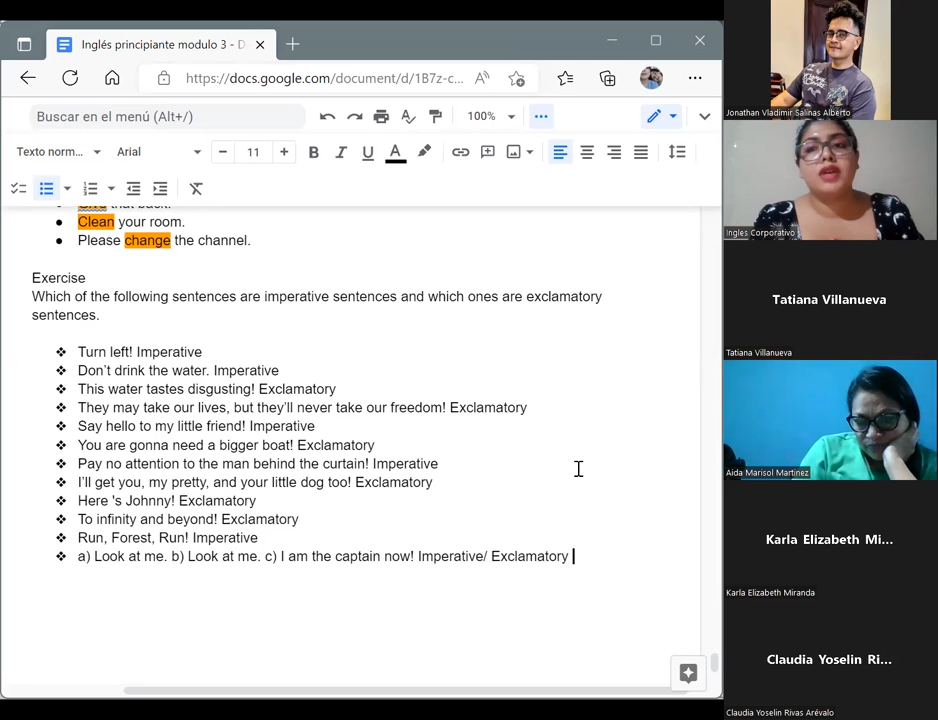 Inglés principiante modulo 3 - D
https://docs.google.com/document/d/1B7z-c...
Buscar en el menú (Alt+/)
100%
Texto norm...
Arial
11
B I U A
Give that back.
Clean your room.
Please change the channel.
Exercise
Which of the following sentences are imperative sentences and which ones are exclamatory
sentences.
Turn left! Imperative
Don't drink the water. Imperative
This water tastes disgusting! Exclamatory
They may take our lives, but they'll never take our freedom! Exclamatory
Say hello to my little friend! Imperative
You are gonna need a bigger boat! Exclamatory
Pay no attention to the man behind the curtain! Imperative
I'll get you, my pretty, and your little dog too! Exclamatory
Here 's Johnny! Exclamatory
To infinity and beyond! Exclamatory
Run, Forest, Run! Imperative
a) Look at me. b) Look at me. c) I am the captain now! Imperative/ Exclamatory
Jonathan Vladimir Salinas Alberto
Ingles Corporativo
Tatiana Villanueva
Tatiana Villanueva
Aida Marisol Martinez
Karla Elizabeth Mi...
Karla Elizabeth Miranda
Claudia Yoselin Ri...
Claudia Yoselin Rivas Arévalo